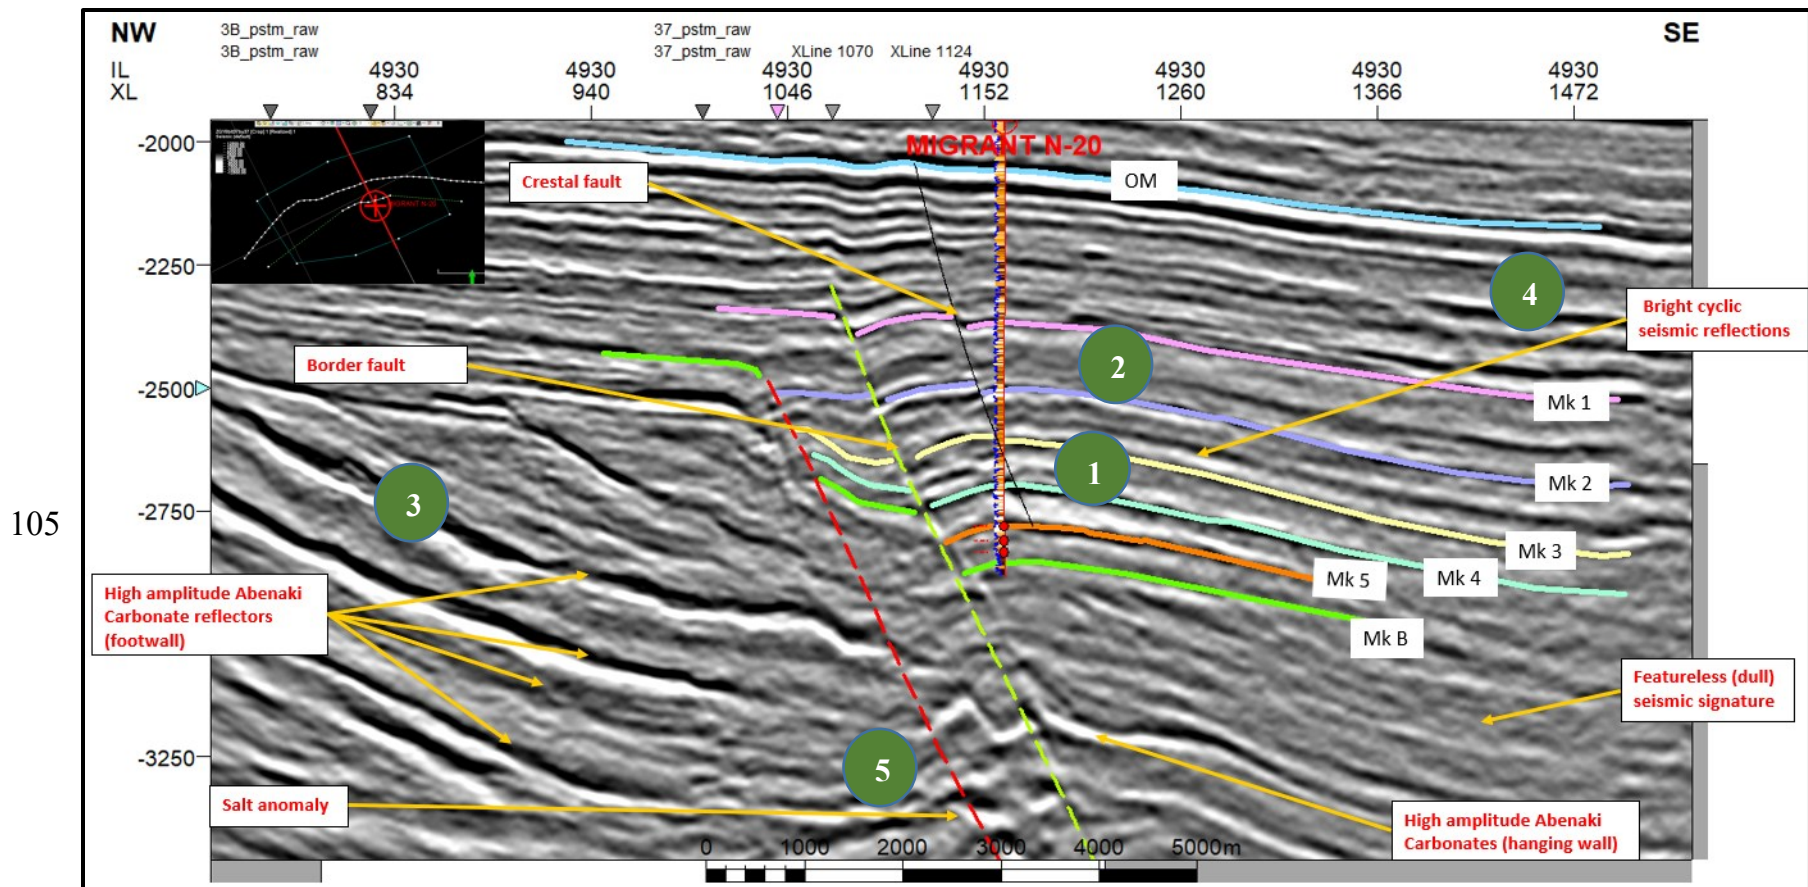 NW
3B_pstm_raw
37_pstm_raw
SE
3B_pstm_raw
37_pstm_raw
XLine 1070
XLine 1124
IL
4930
4930
4930
4930
4930
4930
4930
XL
834
940
1046
1152
1260
1366
1472
-2000
MIGRANT N-20
Crestal fault
OM
-2250
4
Bright cyclic
seismic reflections
Border fault
2
-2500
Mk 1
1
Mk 2
3
105
-2750
Mk 3
Mk 5
Mk 4
High amplitude Abenaki
Carbonate reflectors
(footwall)
Mk B
Featureless (dull)
seismic signature
-3250
5
Salt anomaly
High amplitude Abenaki
Carbonates (hanging wall)
0
1000
2000
3000
4000
5000m